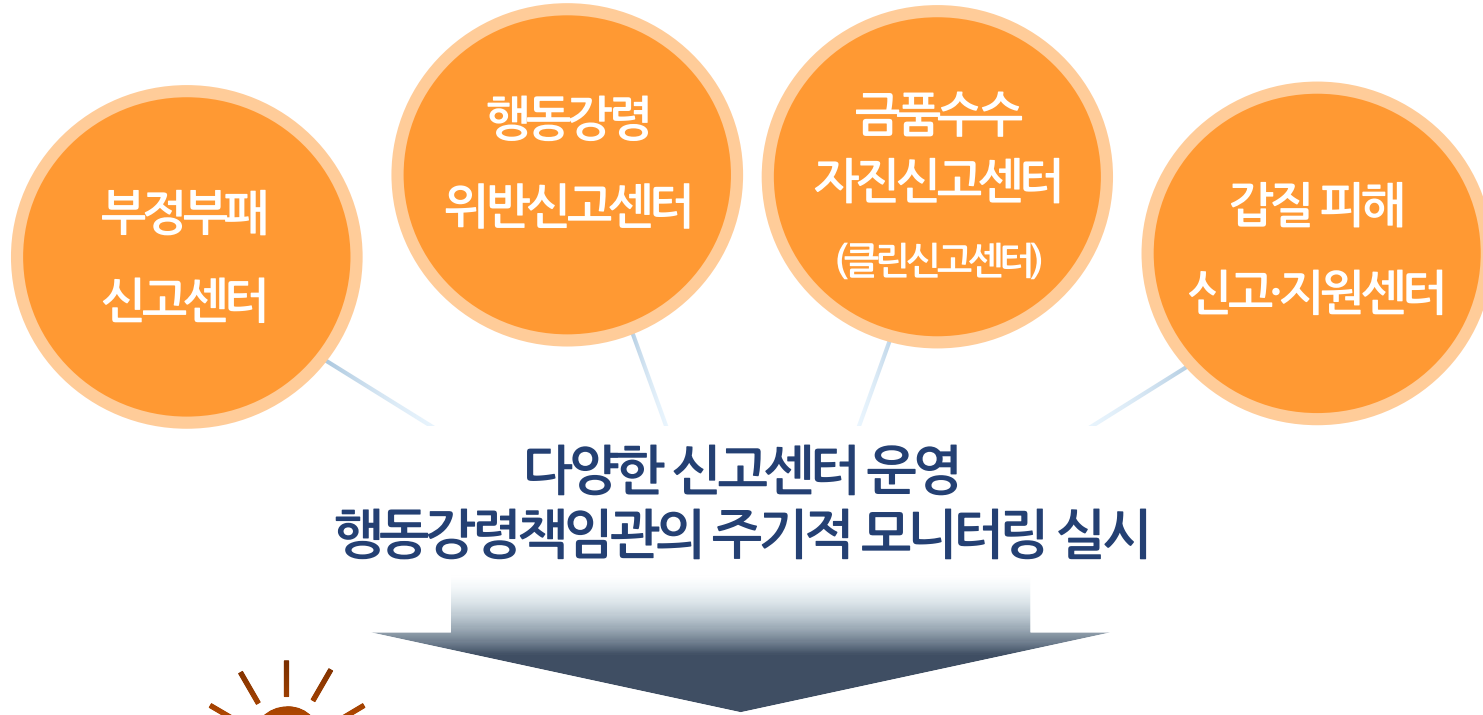 부정부패
신고센터
행동강령
위반신고센터
금품수수
자진신고센터
(클린신고센터)
갑질 피해
신고·지원센터
다양한 신고센터 운영
행동강령책임관의 주기적 모니터링 실시